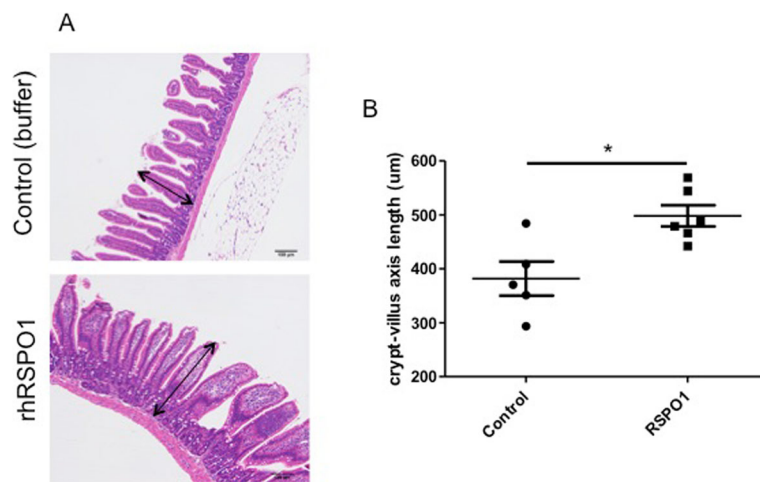 A
Control (buffer)
rhRSPO1
B
*
crypt-villus axis length (um)
600
500
400
300
200
Control
RSPO1